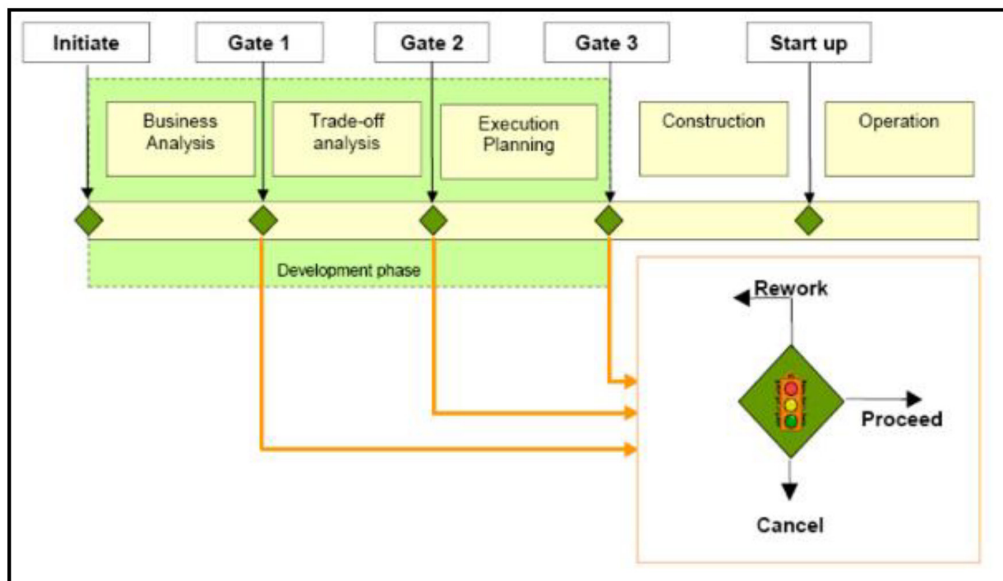 Initiate
Gate 1
Gate 2
Gate 3
Start up
Business
Analysis
Trade-off
analysis
Execution
Planning
Construction
Operation
Development phase
Rework
Proceed
Cancel